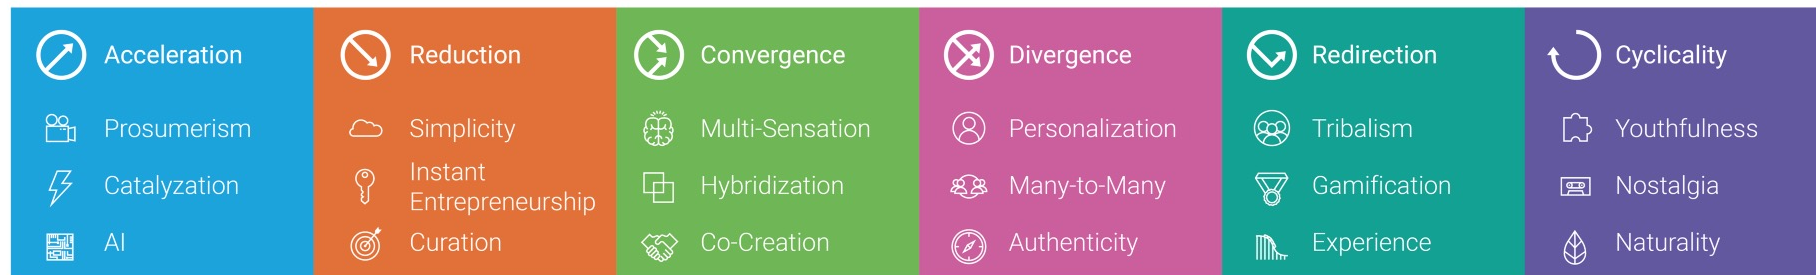 Acceleration
Prosumerism
Catalyzation
AI
Reduction
Simplicity
Instant
Entrepreneurship
Curation
Convergence
Multi-Sensation
Hybridization
Co-Creation
Divergence
Personalization
Many-to-Many
Authenticity
Redirection
Tribalism
Gamification
Experience
Cyclicality
Youthfulness
Nostalgia
Naturality